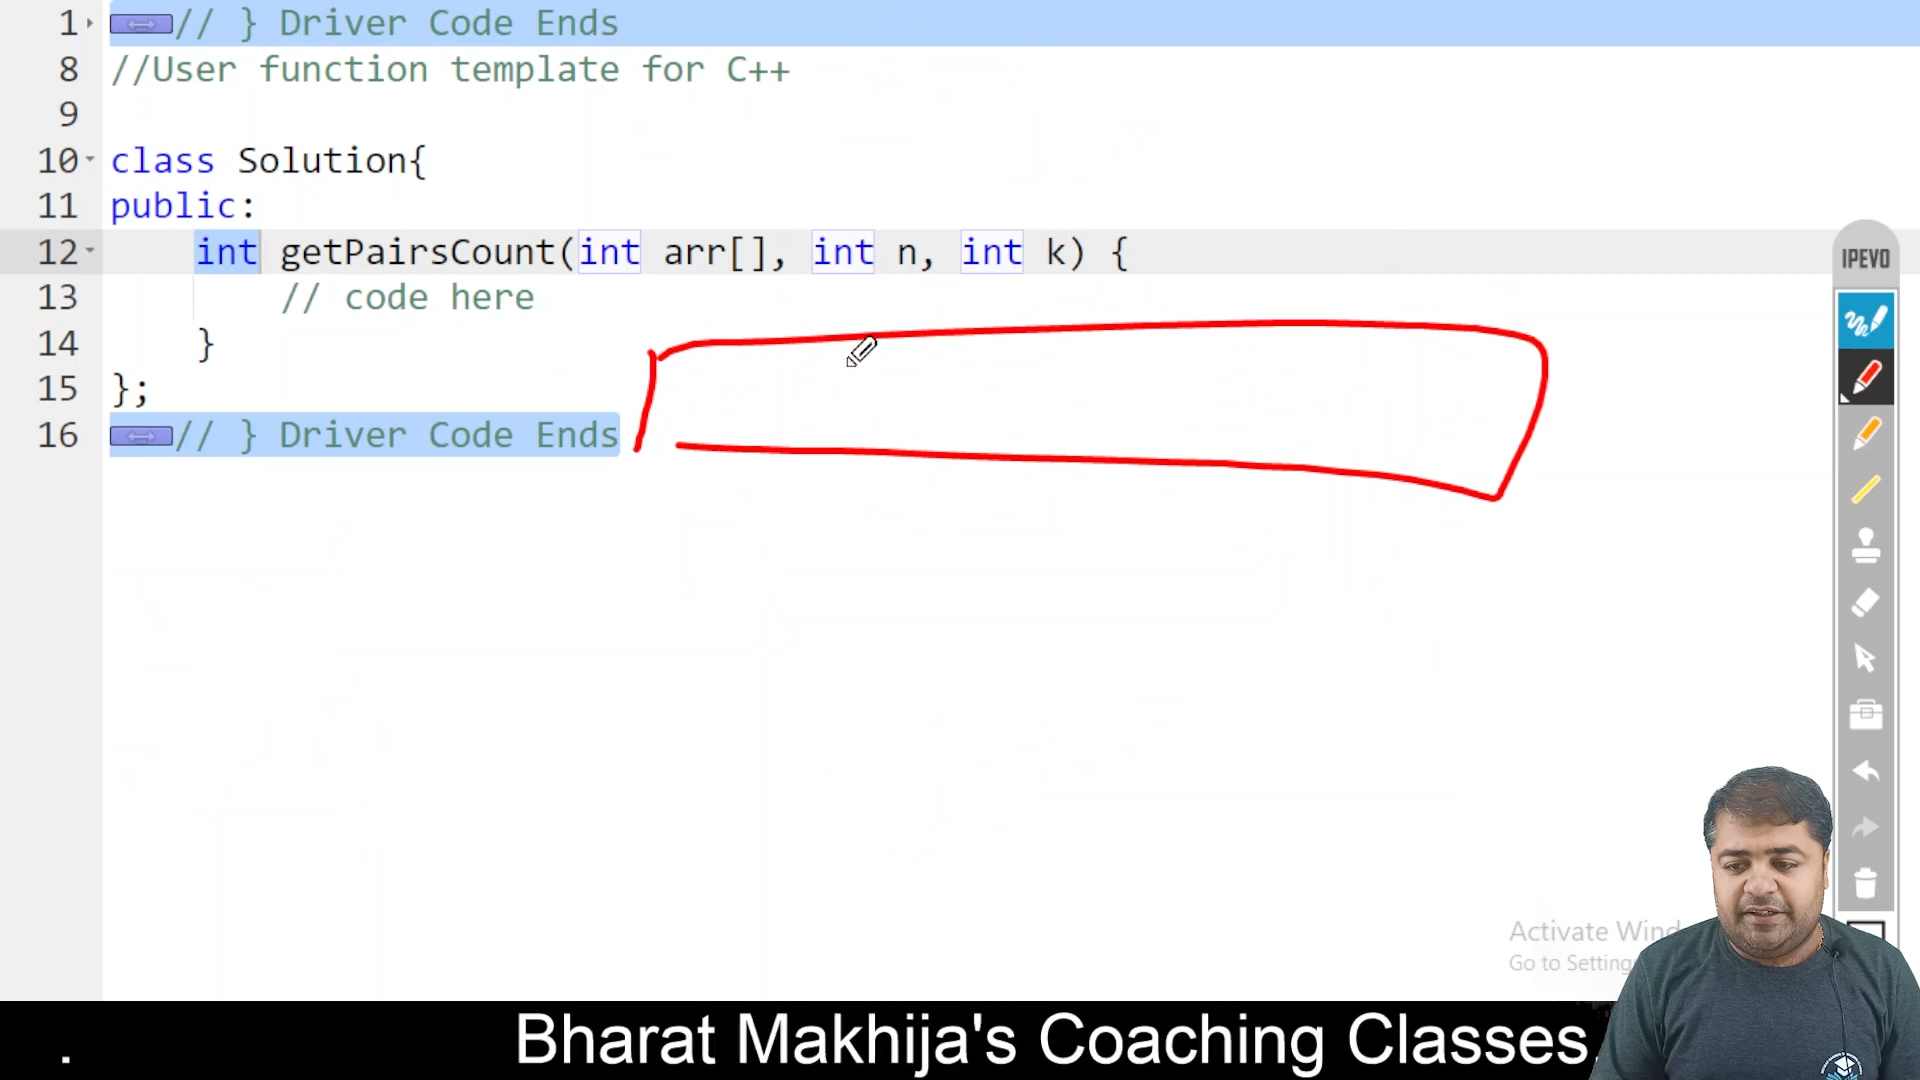 1 // } Driver Code Ends
8 //User function template for C++
9
10 class Solution{
11 public:
12 int getPairsCount(int arr[], int n, int k) {
13 // code here
14 }
15 };
16 // } Driver Code Ends
IPEVO
Activate Wind
Go to Setting
. Bharat Makhija's Coaching Classes.